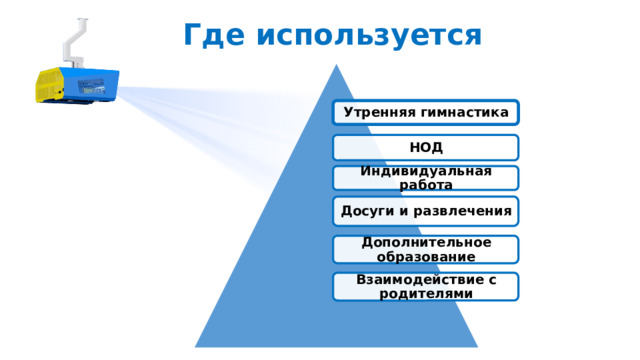 Где используется
Утренняя гимнастика
НОД
Индивидуальная
работа
Досуги и развлечения
Дополнительное
образование
Взаимодействие с
родителями